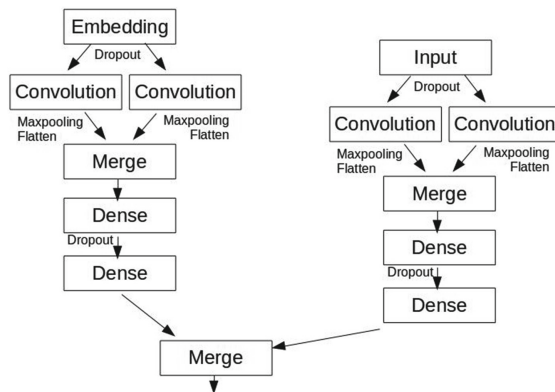 Embedding
Dropout
Convolution
Convolution
Maxpooling
Flatten
Maxpooling
Flatten
Merge
Dense
Dropout
Dense
Input
Dropout
Convolution
Convolution
Maxpooling
Flatten
Maxpooling
Flatten
Merge
Dense
Dropout
Dense
Merge